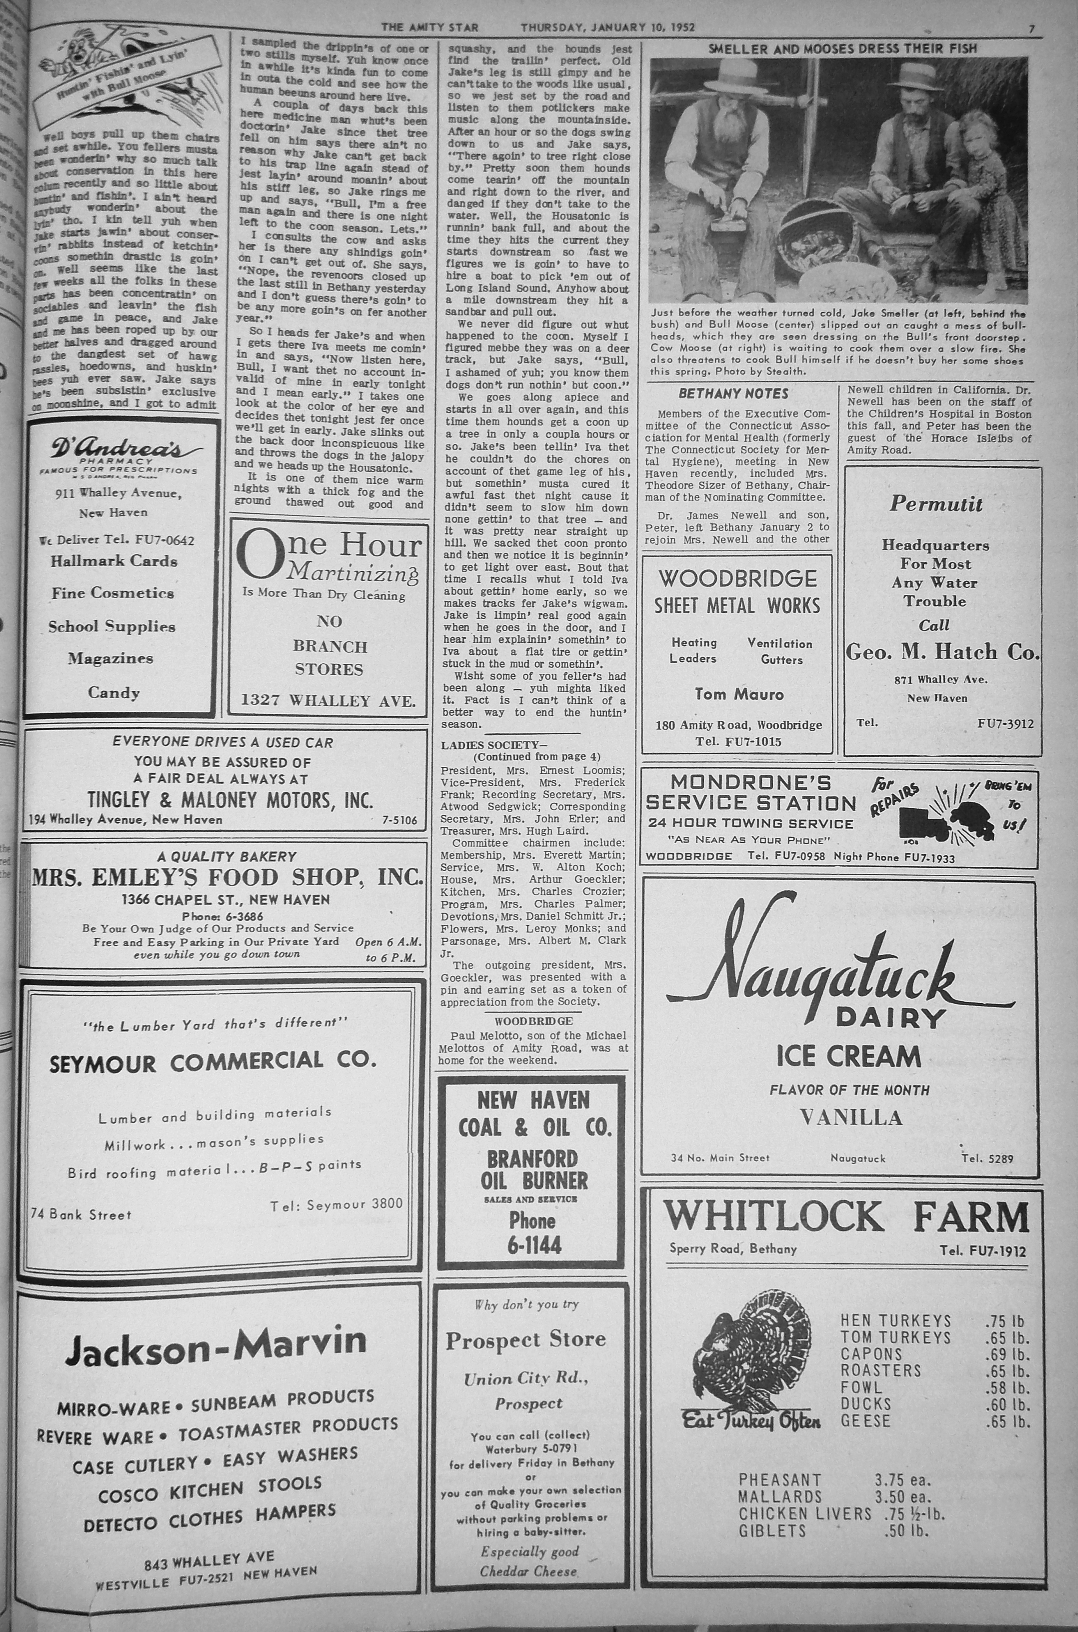 THE AMITY STAR THURSDAY, JANUARY 10, 1952 7
Huntin' Fishin' and Lyin'
with Bull Moose
Well boys pull up them chairs
and set awhile. You fellers musta
been wonderin' why so much talk
about conservation in this here
colum recently and so little about
huntin' and fishin'. I ain't heard
anybody wonderin' about the
lyin' tho. I kin tell yuh when
Jake starts jawin' about conser-
vin' rabbits instead of ketchin'
coons somethin drastic is goin'
on. Well seems like the last
few weeks all the folks in these
parts has been concentratin' on
sociables and leavin' the fish
and game in peace, and Jake
and me has been roped up by our
better halves and dragged around
to the dangdest set of hawg
rassles, hoedowns, and huskin'
bees yuh ever saw. Jake says
he's been subsistin' exclusive
on moonshine, and I got to admit
I sampled the drippin's of one or
two stills myself. Yuh know once
in awhile it's kinda fun to come
in outa the cold and see how the
human beeuns around here live.
A coupla of days back this
here medicine man whut's been
doctorin' Jake since thet tree
fell on him says there ain't no
reason why Jake can't get back
to his trap line again stead of
jest layin' around moanin' about
his stiff leg, so Jake rings me
up and says, "Bull, I'm a free
man again and there is one night
left to the coon season. Lets."
I consults the cow and asks
her is there any shindigs goin'
on I can't get out of. She says,
"Nope, the revenoors closed up
the last still in Bethany yesterday
and I don't guess there's goin' to
be any more goin's on fer another
year."
So I heads fer Jake's and when
I gets there Iva meets me comin'
in and says, "Now listen here,
Bull, I want thet no account in-
valid of mine in early tonight
and I mean early." I takes one
look at the color of her eye and
decides thet tonight jest fer once
we'll get in early. Jake slinks out
the back door inconspicuous like
and throws the dogs in the jalopy
and we heads up the Housatonic.
It is one of them nice warm
nights with a thick fog and the
ground thawed out good and
squashy, and the hounds jest
find the trailin' perfect. Old
Jake's leg is still gimpy and he
can't take to the woods like usual,
so we jest set by the road and
listen to them potlickers make
music along the mountainside.
After an hour or so the dogs swing
down to us and Jake says,
"There agoin' to tree right close
by." Pretty soon them hounds
come tearin' off the mountain
and right down to the river, and
danged if they don't take to the
water. Well, the Housatonic is
runnin' bank full, and about the
time they hits the current they
starts downstream so fast we
figures we is goin' to have to
hire a boat to pick 'em out of
Long Island Sound. Anyhow about
a mile downstream they hit a
sandbar and pull out.
We never did figure out whut
happened to the coon. Myself I
figured mebbe they was on a deer
track, but Jake says, "Bull,
I ashamed of yuh; you know them
dogs don't run nothin' but coon."
We goes along apiece and
starts in all over again, and this
time them hounds get a coon up
a tree in only a coupla hours or
so. Jake's been tellin' Iva thet
he couldn't do the chores on
account of thet game leg of his,
but somethin' musta cured it
awful fast thet night cause it
didn't seem to slow him down
none gettin' to that tree — and
it was pretty near straight up
hill. We sacked thet coon pronto
and then we notice it is beginnin'
to get light over east. Bout that
time I recalls whut I told Iva
about gettin' home early, so we
makes tracks fer Jake's wigwam.
Jake is limpin' real good again
when he goes in the door, and I
hear him explainin' somethin' to
Iva about a flat tire or gettin'
stuck in the mud or somethin'.
Wisht some of you feller's had
been along — yuh mighta liked
it. Fact is I can't think of a
better way to end the huntin'
season.
LADIES SOCIETY—
(Continued from page 4)
President, Mrs. Ernest Loomis;
Vice-President, Mrs. Frederick
Frank; Recording Secretary, Mrs.
Atwood Sedgwick; Corresponding
Secretary, Mrs. John Erler; and
Treasurer, Mrs. Hugh Laird.
Committee chairmen include:
Membership, Mrs. Everett Martin;
Service, Mrs. W. Alton Koch;
House, Mrs. Arthur Goeckler;
Kitchen, Mrs. Charles Crozier;
Program, Mrs. Charles Palmer;
Devotions, Mrs. Daniel Schmitt Jr.;
Flowers, Mrs. Leroy Monks; and
Parsonage, Mrs. Albert M. Clark
Jr.
The outgoing president, Mrs.
Goeckler, was presented with a
pin and earring set as a token of
appreciation from the Society.
WOODBRIDGE
Paul Melotto, son of the Michael
Melottos of Amity Road, was at
home for the weekend.
SMELLER AND MOOSES DRESS THEIR FISH
Just before the weather turned cold, Jake Smeller (at left, behind the
bush) and Bull Moose (center) slipped out an caught a mess of bull-
heads, which they are seen dressing on the Bull's front doorstep.
Cow Moose (at right) is waiting to cook them over a slow fire. She
also threatens to cook Bull himself if he doesn't buy her some shoes
this spring. Photo by Stealth.
BETHANY NOTES
Members of the Executive Com-
mittee of the Connecticut Asso-
ciation for Mental Health (formerly
The Connecticut Society for Men-
tal Hygiene), meeting in New
Haven recently, included Mrs.
Theodore Sizer of Bethany, Chair-
man of the Nominating Committee.
Dr. James Newell and son,
Peter, left Bethany January 2 to
rejoin Mrs. Newell and the other
Newell children in California. Dr.
Newell has been on the staff of
the Children's Hospital in Boston
this fall, and Peter has been the
guest of the Horace Isleibs of
Amity Road.
D'Andrea's
PHARMACY
FAMOUS FOR PRESCRIPTIONS
911 Whalley Avenue,
New Haven
We Deliver Tel. FU7-0642
Hallmark Cards
Fine Cosmetics
School Supplies
Magazines
Candy
One Hour
Martinizing
Is More Than Dry Cleaning
NO
BRANCH
STORES
1327 WHALLEY AVE.
EVERYONE DRIVES A USED CAR
YOU MAY BE ASSURED OF
A FAIR DEAL ALWAYS AT
TINGLEY & MALONEY MOTORS, INC.
194 Whalley Avenue, New Haven 7-5106
A QUALITY BAKERY
MRS. EMLEY'S FOOD SHOP, INC.
1366 CHAPEL ST., NEW HAVEN
Phone: 6-3686
Be Your Own Judge of Our Products and Service
Free and Easy Parking in Our Private Yard Open 6 A.M.
even while you go down town to 6 P.M.
"the Lumber Yard that's different"
SEYMOUR COMMERCIAL CO.
Lumber and building materials
Millwork...mason's supplies
Bird roofing material...B-P-S paints
74 Bank Street Tel: Seymour 3800
Jackson-Marvin
MIRRO-WARE • SUNBEAM PRODUCTS
REVERE WARE • TOASTMASTER PRODUCTS
CASE CUTLERY • EASY WASHERS
COSCO KITCHEN STOOLS
DETECTO CLOTHES HAMPERS
843 WHALLEY AVE
WESTVILLE FU7-2521 NEW HAVEN
NEW HAVEN
COAL & OIL CO.
BRANFORD
OIL BURNER
SALES AND SERVICE
Phone
6-1144
Why don't you try
Prospect Store
Union City Rd.,
Prospect
You can call (collect)
Waterbury 5-0791
for delivery Friday in Bethany
or
you can make your own selection
of Quality Groceries
without parking problems or
hiring a baby-sitter.
Especially good
Cheddar Cheese
WOODBRIDGE
SHEET METAL WORKS
Heating Ventilation
Leaders Gutters
Tom Mauro
180 Amity Road, Woodbridge
Tel. FU7-1015
Permutit
Headquarters
For Most
Any Water
Trouble
Call
Geo. M. Hatch Co.
871 Whalley Ave.
New Haven
Tel. FU7-3912
MONDRONE'S
SERVICE STATION
24 HOUR TOWING SERVICE
"AS NEAR AS YOUR PHONE"
WOODBRIDGE Tel. FU7-0958 Night Phone FU7-1933
for
REPAIRS
BRING 'EM
TO
US!
Naugatuck
DAIRY
ICE CREAM
FLAVOR OF THE MONTH
VANILLA
34 No. Main Street Naugatuck Tel. 5289
WHITLOCK FARM
Sperry Road, Bethany Tel. FU7-1912
Eat Turkey Often
HEN TURKEYS .75 lb
TOM TURKEYS .65 lb.
CAPONS .69 lb.
ROASTERS .65 lb.
FOWL .58 lb.
DUCKS .60 lb.
GEESE .65 lb.
PHEASANT 3.75 ea.
MALLARDS 3.50 ea.
CHICKEN LIVERS .75 ½-lb.
GIBLETS .50 lb.